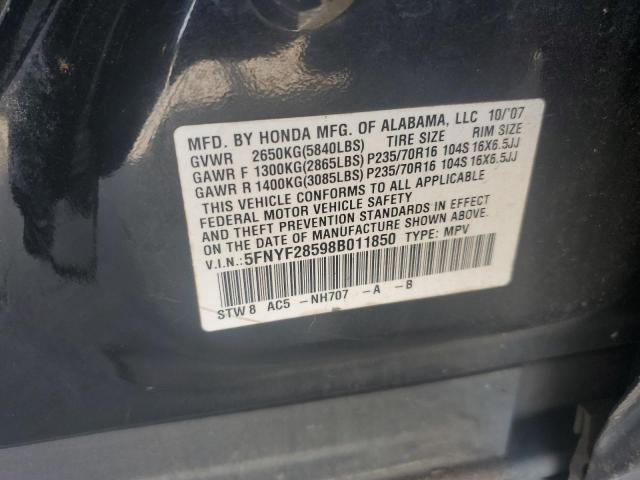 MFD. BY HONDA MFG. OF ALABAMA, LLC 10/'07
GVWR 2650KG(5840LBS) TIRE SIZE RIM SIZE
GAWR F 1300KG(2865LBS) P235/70R16 104S 16X6.5JJ
GAWR R 1400KG(3085LBS) P235/70R16 104S 16X6.5JJ
THIS VEHICLE CONFORMS TO ALL APPLICABLE
FEDERAL MOTOR VEHICLE SAFETY
AND THEFT PREVENTION STANDARDS IN EFFECT
ON THE DATE OF MANUFACTURE SHOWN ABOVE.
V.I.N.:5FNYF28598B011850 TYPE: MPV
STW 8 AC5 -NH707 -A -B